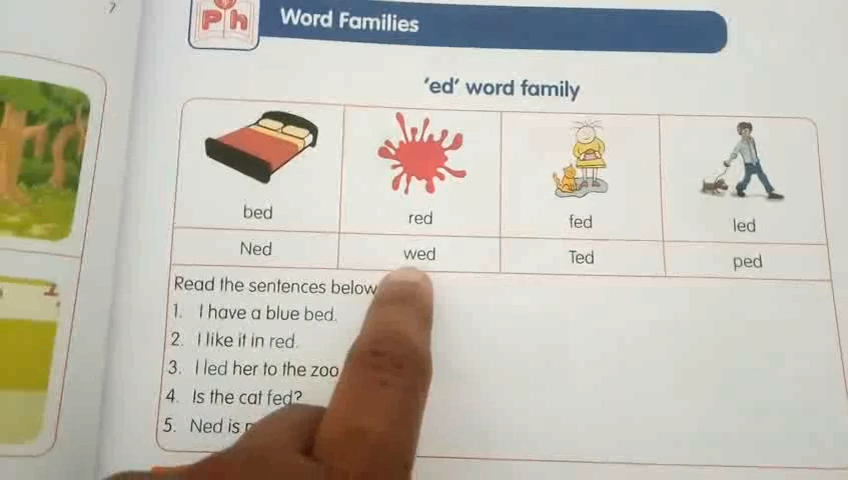 Ph
Word Families
'ed' word family
bed red fed led
Ned wed Ted ped
Read the sentences below
1. I have a blue bed.
2. I like it in red.
3. I led her to the zoo
4. Is the cat fed?
5. Ned is